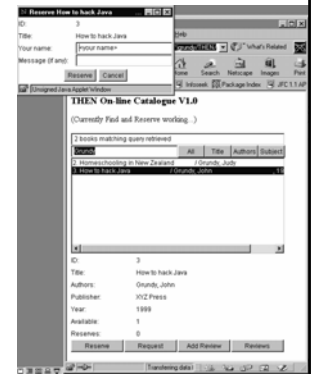 Reserve How to hack Java
ID: 3
Title: How to hack Java
Your name: <your name>
Message (if any):
Reserve Cancel
Unsigned Java Applet Window
Help
grundy/THEN
What's Related
Home Search Netscape Images Print
Infoseek Package Index JFC 1.1 AP
THEN On-line Catalogue V1.0
(Currently Find and Reserve working...)
2 books matching query retrieved
Grundy All Title Authors Subject
2. Homeschooling in New Zealand / Grundy, Judy
3. How to hack Java / Grundy, John , 19
ID: 3
Title: How to hack Java
Authors: Grundy, John
Publisher: XYZ Press
Year: 1999
Available: 1
Reserves: 0
Reserve Request Add Review Reviews
Transferring data